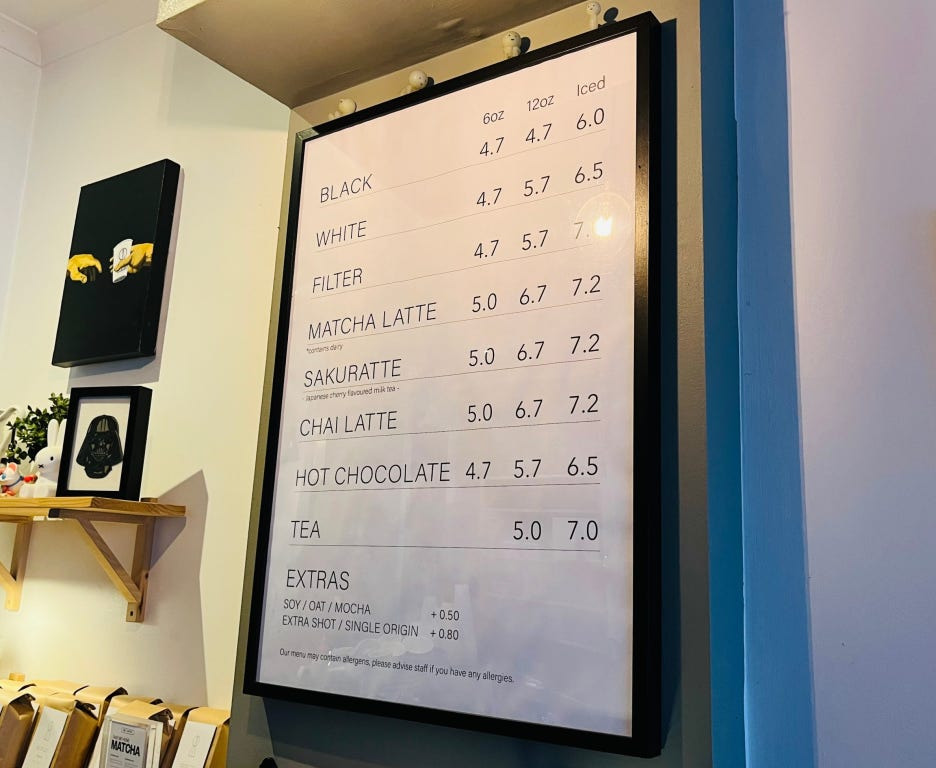 6oz 12oz Iced
BLACK 4.7 4.7 6.0
WHITE 4.7 5.7 6.5
FILTER 4.7 5.7 7.
MATCHA LATTE 5.0 6.7 7.2
*contains dairy
SAKURATTE 5.0 6.7 7.2
- japanese cherry flavoured milk tea -
CHAI LATTE 5.0 6.7 7.2
HOT CHOCOLATE 4.7 5.7 6.5
TEA 5.0 7.0
EXTRAS
SOY / OAT / MOCHA + 0.50
EXTRA SHOT / SINGLE ORIGIN + 0.80
Our menu may contain allergens, please advise staff if you have any allergies.
MATCHA